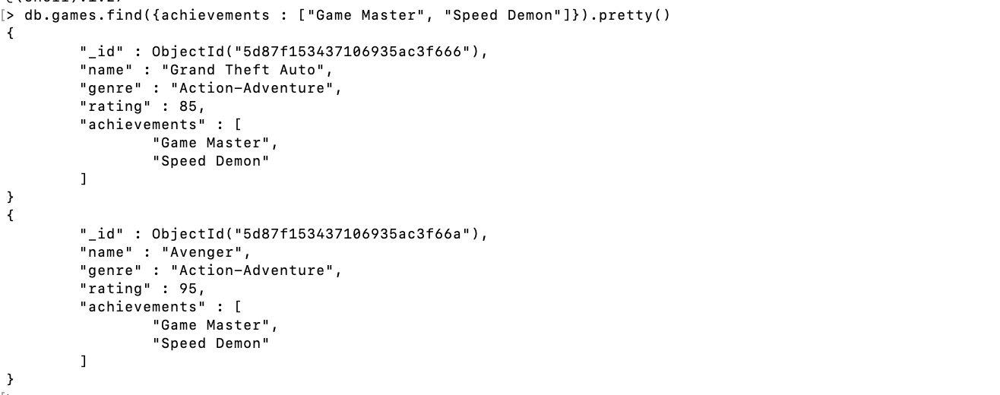 [> db.games.find({achievements : ["Game Master", "Speed Demon"]}).pretty()
{
        "_id" : ObjectId("5d87f153437106935ac3f666"),
        "name" : "Grand Theft Auto",
        "genre" : "Action-Adventure",
        "rating" : 85,
        "achievements" : [
                "Game Master",
                "Speed Demon"
        ]
}
{
        "_id" : ObjectId("5d87f153437106935ac3f66a"),
        "name" : "Avenger",
        "genre" : "Action-Adventure",
        "rating" : 95,
        "achievements" : [
                "Game Master",
                "Speed Demon"
        ]
}